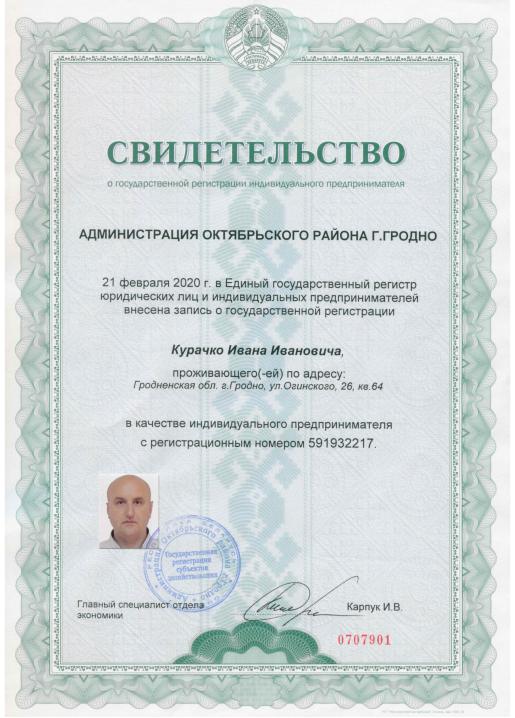 СВИДЕТЕЛЬСТВО
о государственной регистрации индивидуального предпринимателя
АДМИНИСТРАЦИЯ ОКТЯБРЬСКОГО РАЙОНА Г.ГРОДНО
21 февраля 2020 г. в Единый государственный регистр
юридических лиц и индивидуальных предпринимателей
внесена запись о государственной регистрации
Курачко Ивана Ивановича,
проживающего(-ей) по адресу:
Гродненская обл. г.Гродно, ул.Огинского, 26, кв.64
в качестве индивидуального предпринимателя
с регистрационным номером 591932217.
Октябрьского района
Государственная
регистрация
субъектов
хозяйствования
Главный специалист отдела
экономики
Карпук И.В.
0707901